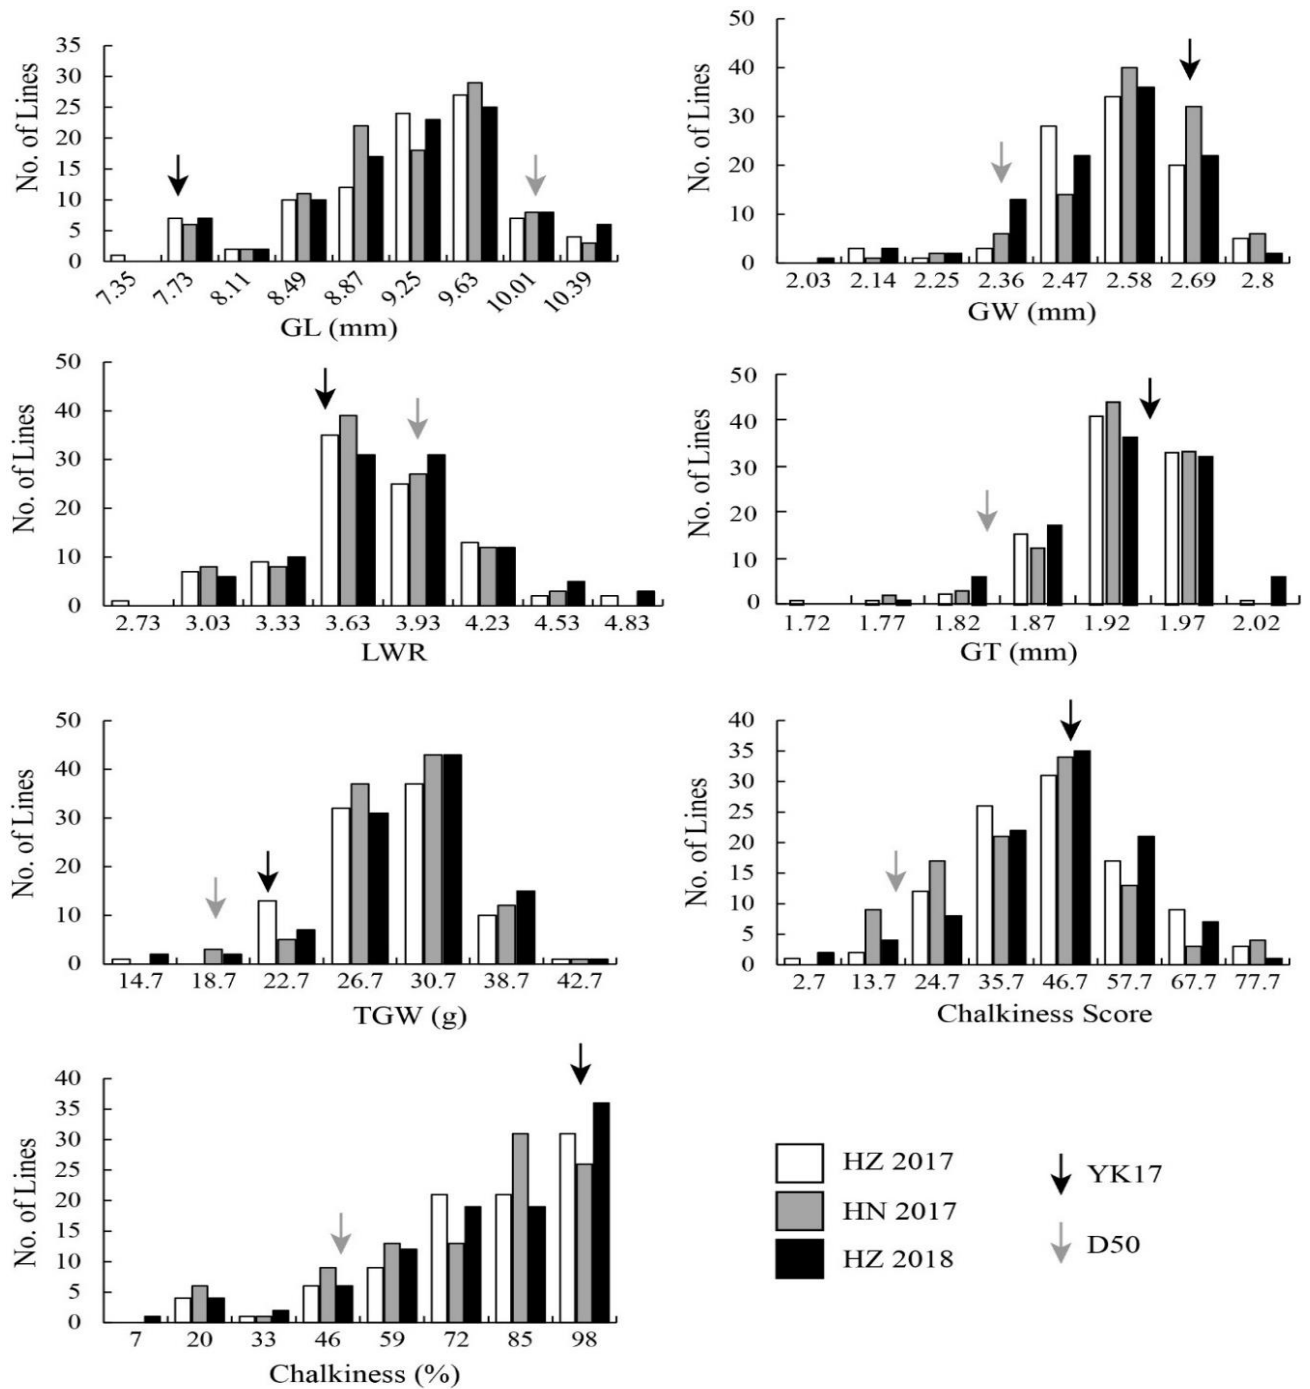 No. of Lines
35
30
25
20
15
10
5
0
7.35 7.73 8.11 8.49 8.87 9.25 9.63 10.01 10.39
GL (mm)
No. of Lines
50
40
30
20
10
0
2.03 2.14 2.25 2.36 2.47 2.58 2.69 2.8
GW (mm)
No. of Lines
50
40
30
20
10
0
2.73 3.03 3.33 3.63 3.93 4.23 4.53 4.83
LWR
No. of Lines
50
40
30
20
10
0
1.72 1.77 1.82 1.87 1.92 1.97 2.02
GT (mm)
No. of Lines
50
40
30
20
10
0
14.7 18.7 22.7 26.7 30.7 38.7 42.7
TGW (g)
No. of Lines
40
35
30
25
20
15
10
5
0
2.7 13.7 24.7 35.7 46.7 57.7 67.7 77.7
Chalkiness Score
No. of Lines
40
35
30
25
20
15
10
5
0
7 20 33 46 59 72 85 98
Chalkiness (%)
HZ 2017
HN 2017
HZ 2018
YK17
D50